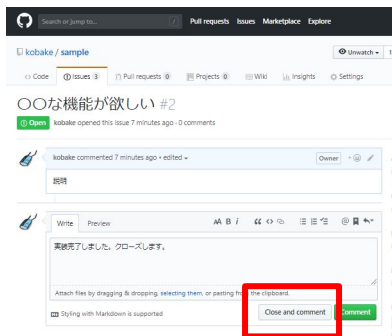 Search or jump to...
/
Pull requests Issues Marketplace Explore
kobake / sample
Unwatch
1
Code
Issues 3
Pull requests 0
Projects 0
Wiki
Insights
Settings
〇〇な機能が欲しい #2
Open kobake opened this issue 7 minutes ago · 0 comments
kobake commented 7 minutes ago • edited
Owner
説明
Write Preview
AA B i
実装完了しました。クローズします。
Attach files by dragging & dropping, selecting them, or pasting from the clipboard.
Styling with Markdown is supported
Close and comment
Comment